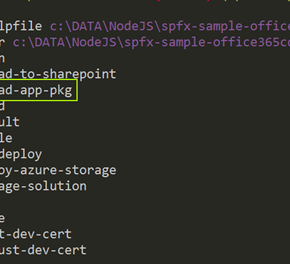 lpfile c:\DATA\NodeJS\spfx-sample-office
r c:\DATA\NodeJS\spfx-sample-office365co
n
ad-to-sharepoint
ad-app-pkg
d
ult
le
deploy
oy-azure-storage
age-solution
e
t-dev-cert
ust-dev-cert